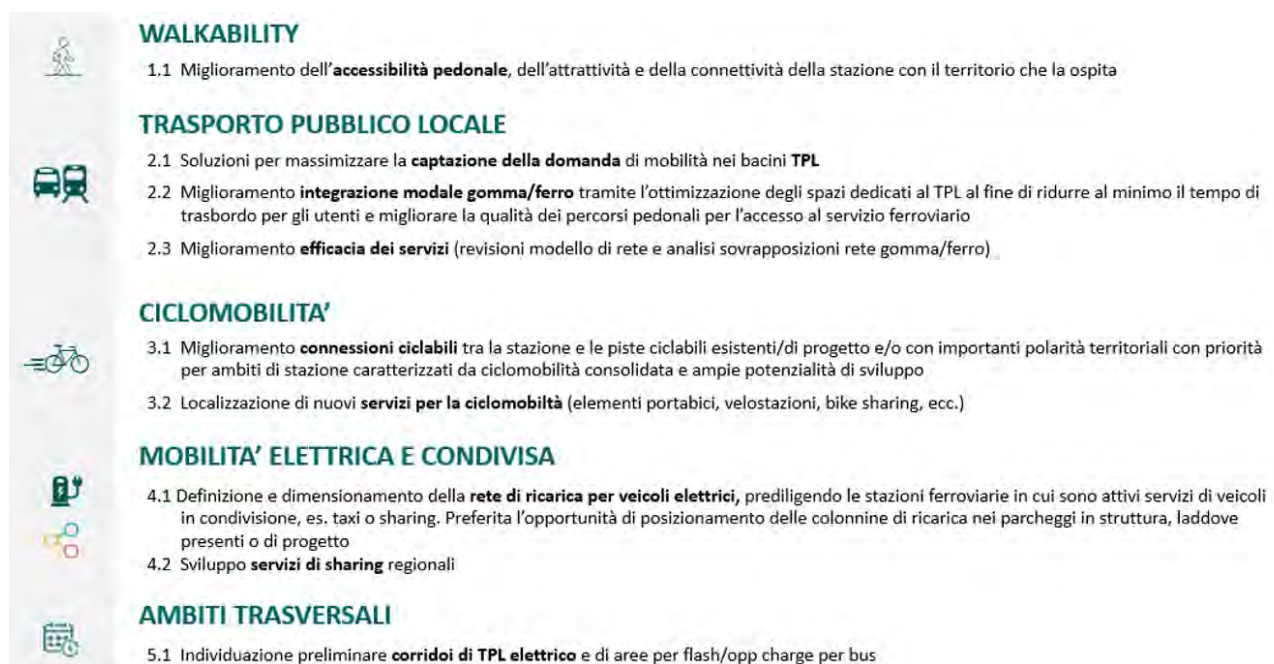 WALKABILITY
1.1 Miglioramento dell'accessibilità pedonale, dell'attrattività e della connettività della stazione con il territorio che la ospita
TRASPORTO PUBBLICO LOCALE
2.1 Soluzioni per massimizzare la captazione della domanda di mobilità nei bacini TPL
2.2 Miglioramento integrazione modale gomma/ferro tramite l'ottimizzazione degli spazi dedicati al TPL al fine di ridurre al minimo il tempo di
trasbordo per gli utenti e migliorare la qualità dei percorsi pedonali per l'accesso al servizio ferroviario
2.3 Miglioramento efficacia dei servizi (revisioni modello di rete e analisi sovrapposizioni rete gomma/ferro)
CICLOMOBILITA'
3.1 Miglioramento connessioni ciclabili tra la stazione e le piste ciclabili esistenti/di progetto e/o con importanti polarità territoriali con priorità
per ambiti di stazione caratterizzati da ciclomobilità consolidata e ampie potenzialità di sviluppo
3.2 Localizzazione di nuovi servizi per la ciclomobiltà (elementi portabici, velostazioni, bike sharing, ecc.)
MOBILITA' ELETTRICA E CONDIVISA
4.1 Definizione e dimensionamento della rete di ricarica per veicoli elettrici, prediligendo le stazioni ferroviarie in cui sono attivi servizi di veicoli
in condivisione, es. taxi o sharing. Preferita l'opportunità di posizionamento delle colonnine di ricarica nei parcheggi in struttura, laddove
presenti o di progetto
4.2 Sviluppo servizi di sharing regionali
AMBITI TRASVERSALI
5.1 Individuazione preliminare corridoi di TPL elettrico e di aree per flash/opp charge per bus